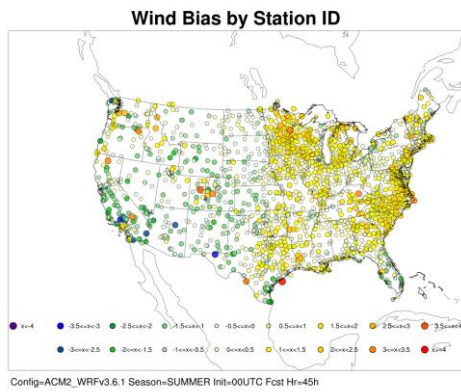 Wind Bias by Station ID
x<-4 -3.5<=x<-3 -2.5<=x<-2 -1.5<=x<-1 -0.5<=x<0 0.5<=x<1 1.5<=x<2 2.5<=x<3 3.5<=x<4
-3<=x<-2.5 -2<=x<-1.5 -1<=x<-0.5 0<=x<0.5 1<=x<1.5 2<=x<2.5 3<=x<3.5 x>=4
Config=ACM2_WRFv3.6.1 Season=SUMMER Init=00UTC Fcst Hr=45h